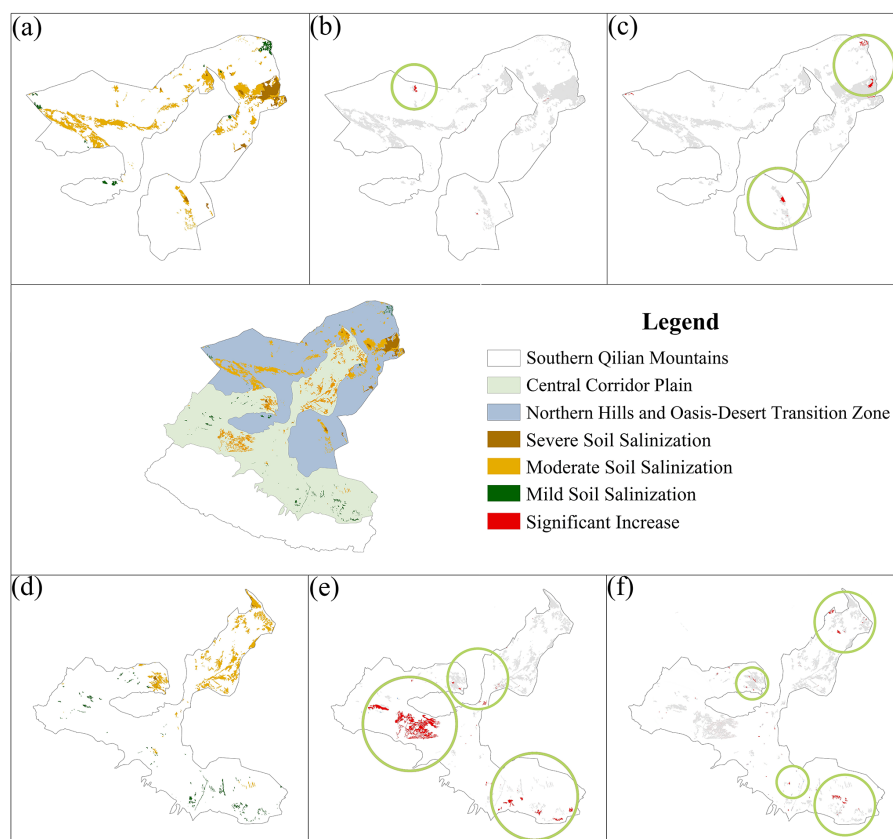 (a)
(b)
(c)
Legend
Southern Qilian Mountains
Central Corridor Plain
Northern Hills and Oasis-Desert Transition Zone
Severe Soil Salinization
Moderate Soil Salinization
Mild Soil Salinization
Significant Increase
(d)
(e)
(f)